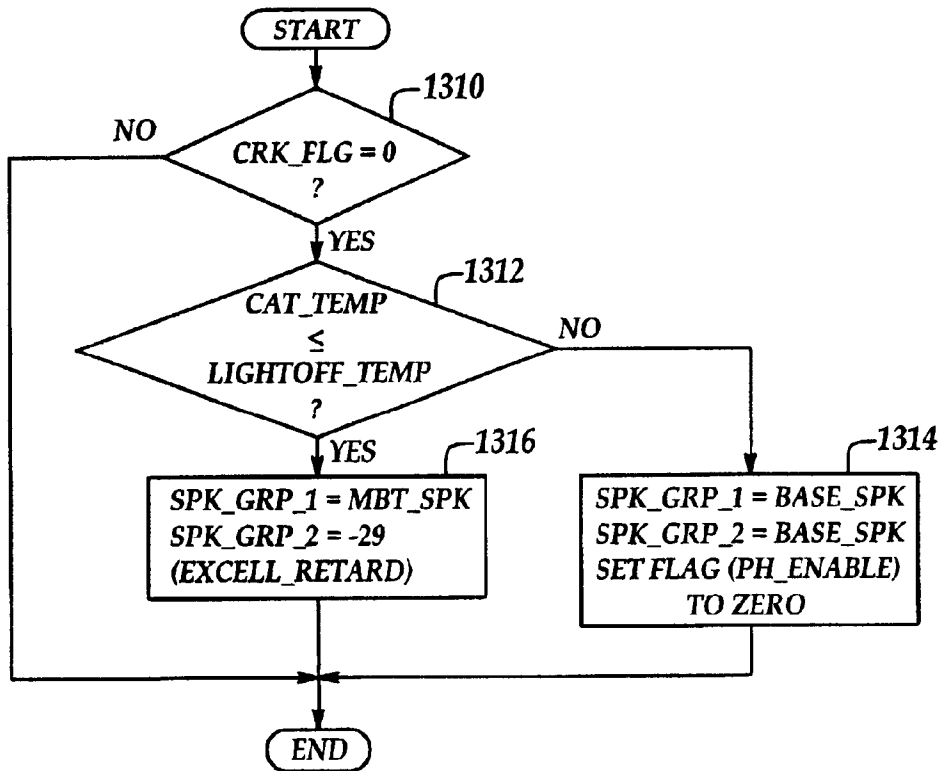 START
1310
NO
CRK_FLG = 0
?
YES
1312
CAT_TEMP
≤
LIGHTOFF_TEMP
?
NO
YES
1316
SPK_GRP_1 = MBT_SPK
SPK_GRP_2 = -29
(EXCELL_RETARD)
1314
SPK_GRP_1 = BASE_SPK
SPK_GRP_2 = BASE_SPK
SET FLAG (PH_ENABLE)
TO ZERO
END